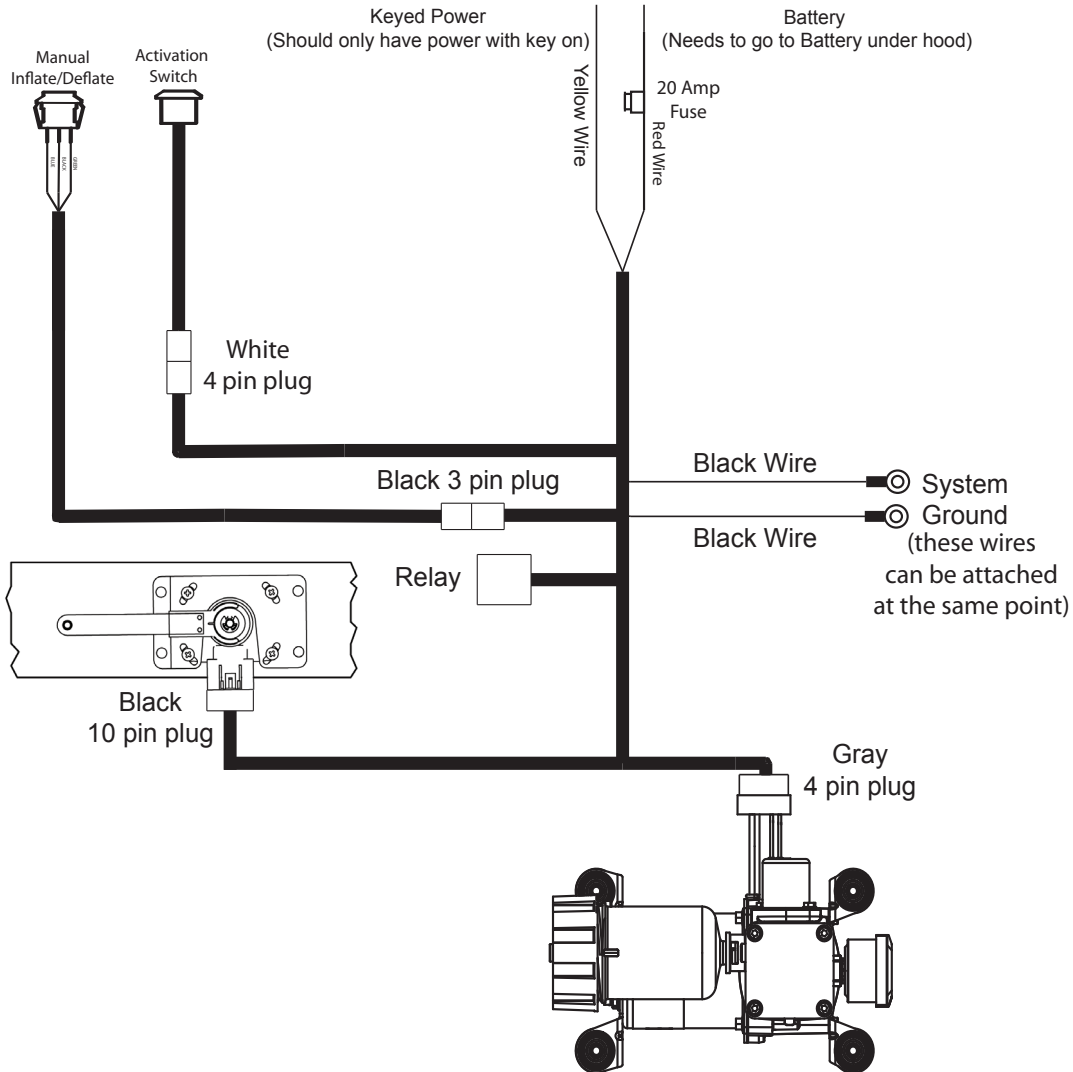 Keyed Power
(Should only have power with key on)
Battery
(Needs to go to Battery under hood)
Manual
Inflate/Deflate
Activation
Switch
Yellow Wire
20 Amp
Fuse
Red Wire
BLUE
BLACK
GREEN
White
4 pin plug
Black 3 pin plug
Black Wire
System
Black Wire
Ground
(these wires
can be attached
at the same point)
Relay
Black
10 pin plug
Gray
4 pin plug